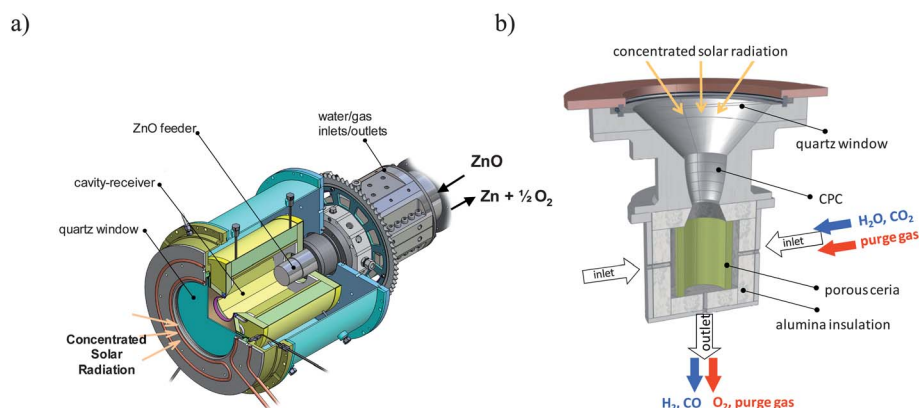 a)
ZnO feeder
cavity-receiver
quartz window
water/gas
inlets/outlets
ZnO
Zn + ½ O₂
Concentrated
Solar
Radiation
b)
concentrated solar radiation
quartz window
CPC
H₂O, CO₂
purge gas
inlet
inlet
porous ceria
alumina insulation
outlet
H₂, CO
O₂, purge gas